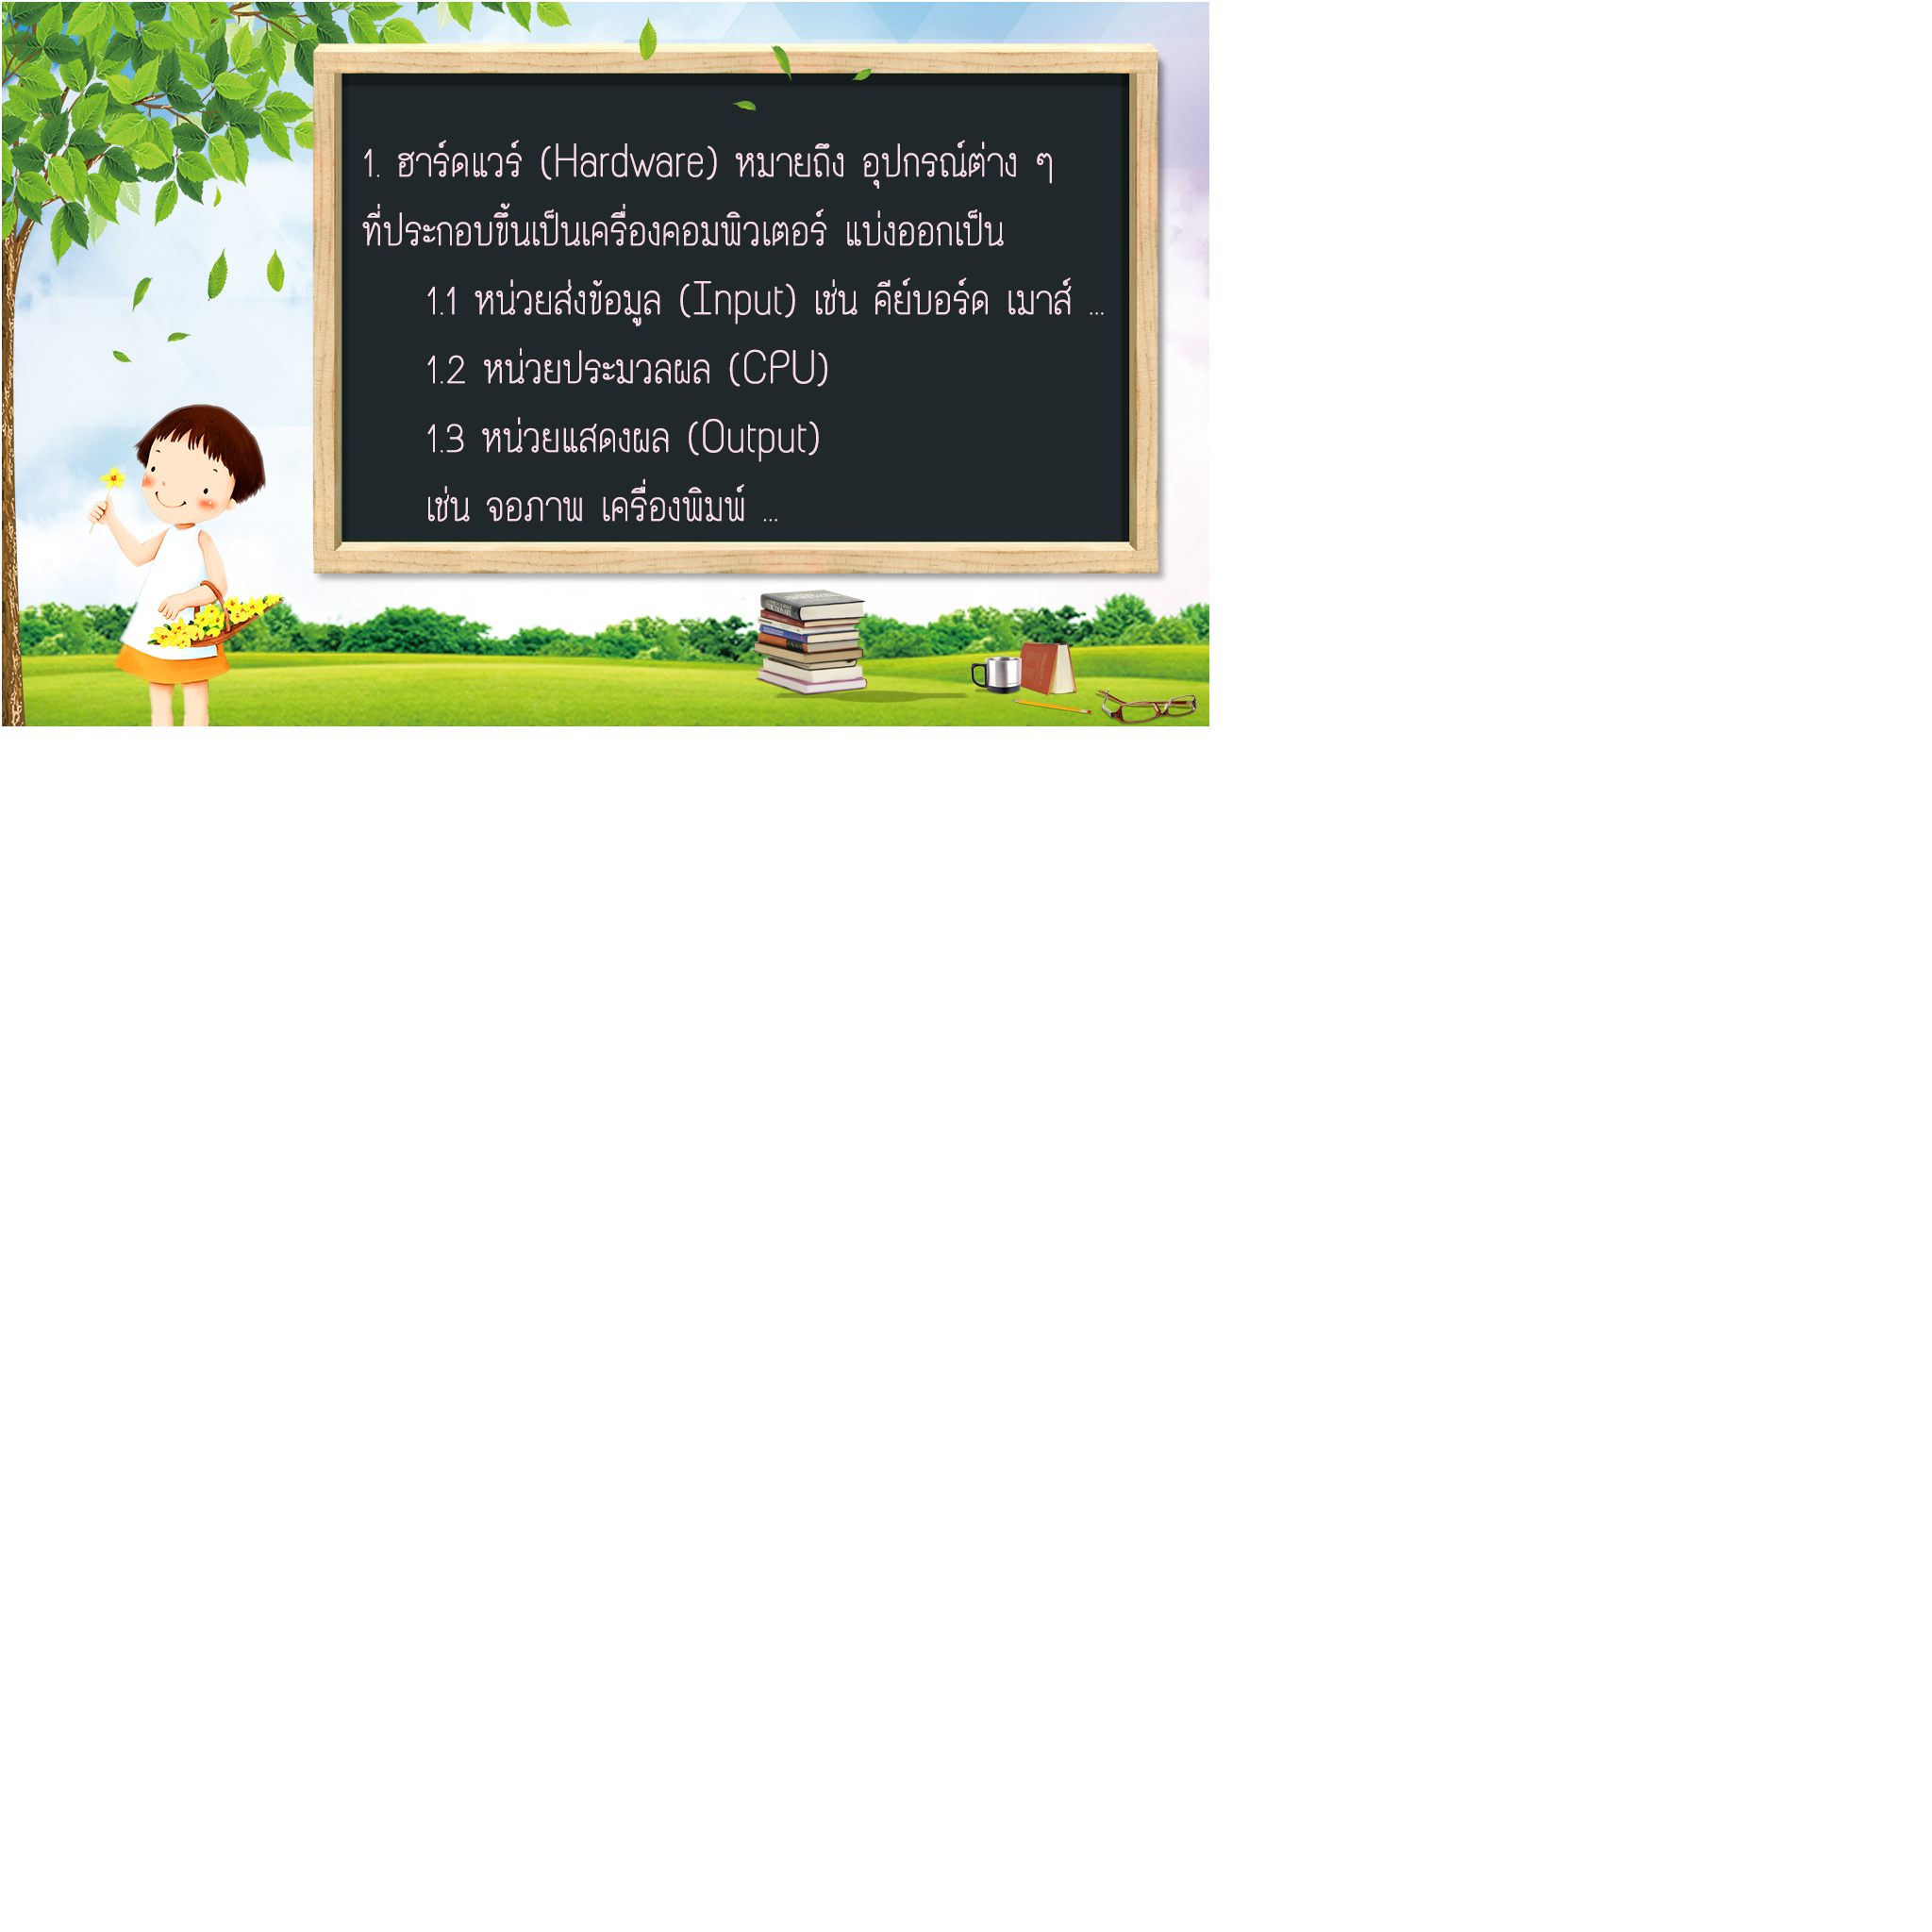 1. ฮาร์ดแวร์ (Hardware) หมายถึง อุปกรณ์ต่าง ๆ
ที่ประกอบขึ้นเป็นเครื่องคอมพิวเตอร์ แบ่งออกเป็น
1.1 หน่วยส่งข้อมูล (Input) เช่น คีย์บอร์ด เมาส์ ...
1.2 หน่วยประมวลผล (CPU)
1.3 หน่วยแสดงผล (Output)
เช่น จอภาพ เครื่องพิมพ์ ...